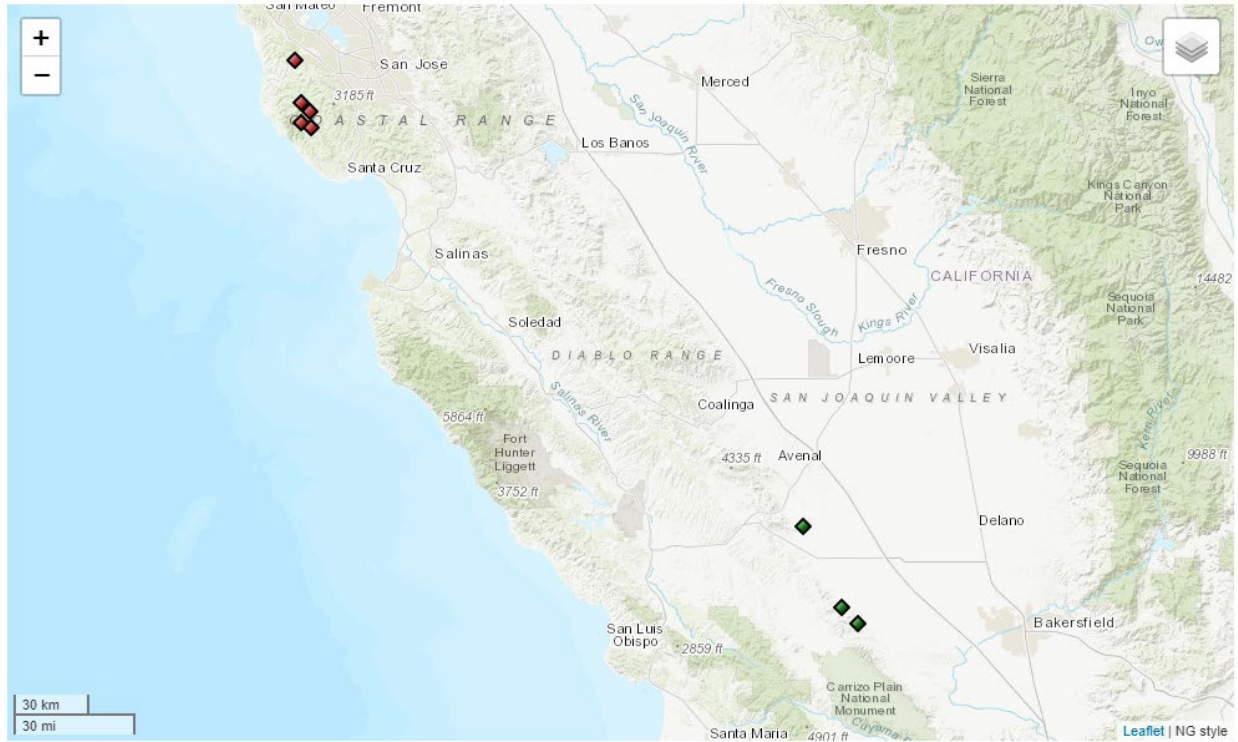 San Mateo
Fremont
+
−
San Jose
3185 ft
COASTAL RANGE
Santa Cruz
Merced
San Joaquin River
Los Banos
Sierra
National
Forest
Inyo
National
Forest
Kings Canyon
National
Park
Salinas
Fresno
CALIFORNIA
14482
Fresno Slough
Kings River
Sequoia
National
Park
Soledad
DIABLO RANGE
Lemoore
Visalia
Salinas River
Coalinga
SAN JOAQUIN VALLEY
5864 ft
Fort
Hunter
Liggett
4335 ft
Avenal
Kern River
9988 ft
Sequoia
National
Forest
3752 ft
Delano
San Luis
Obispo
2859 ft
Bakersfield
Carrizo Plain
National
Monument
Santa Maria
4901 ft
30 km
30 mi
Leaflet | NG style